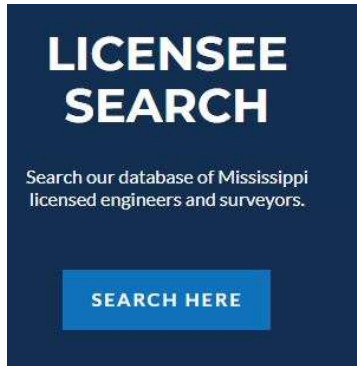 LICENSEE
SEARCH
Search our database of Mississippi
licensed engineers and surveyors.
SEARCH HERE